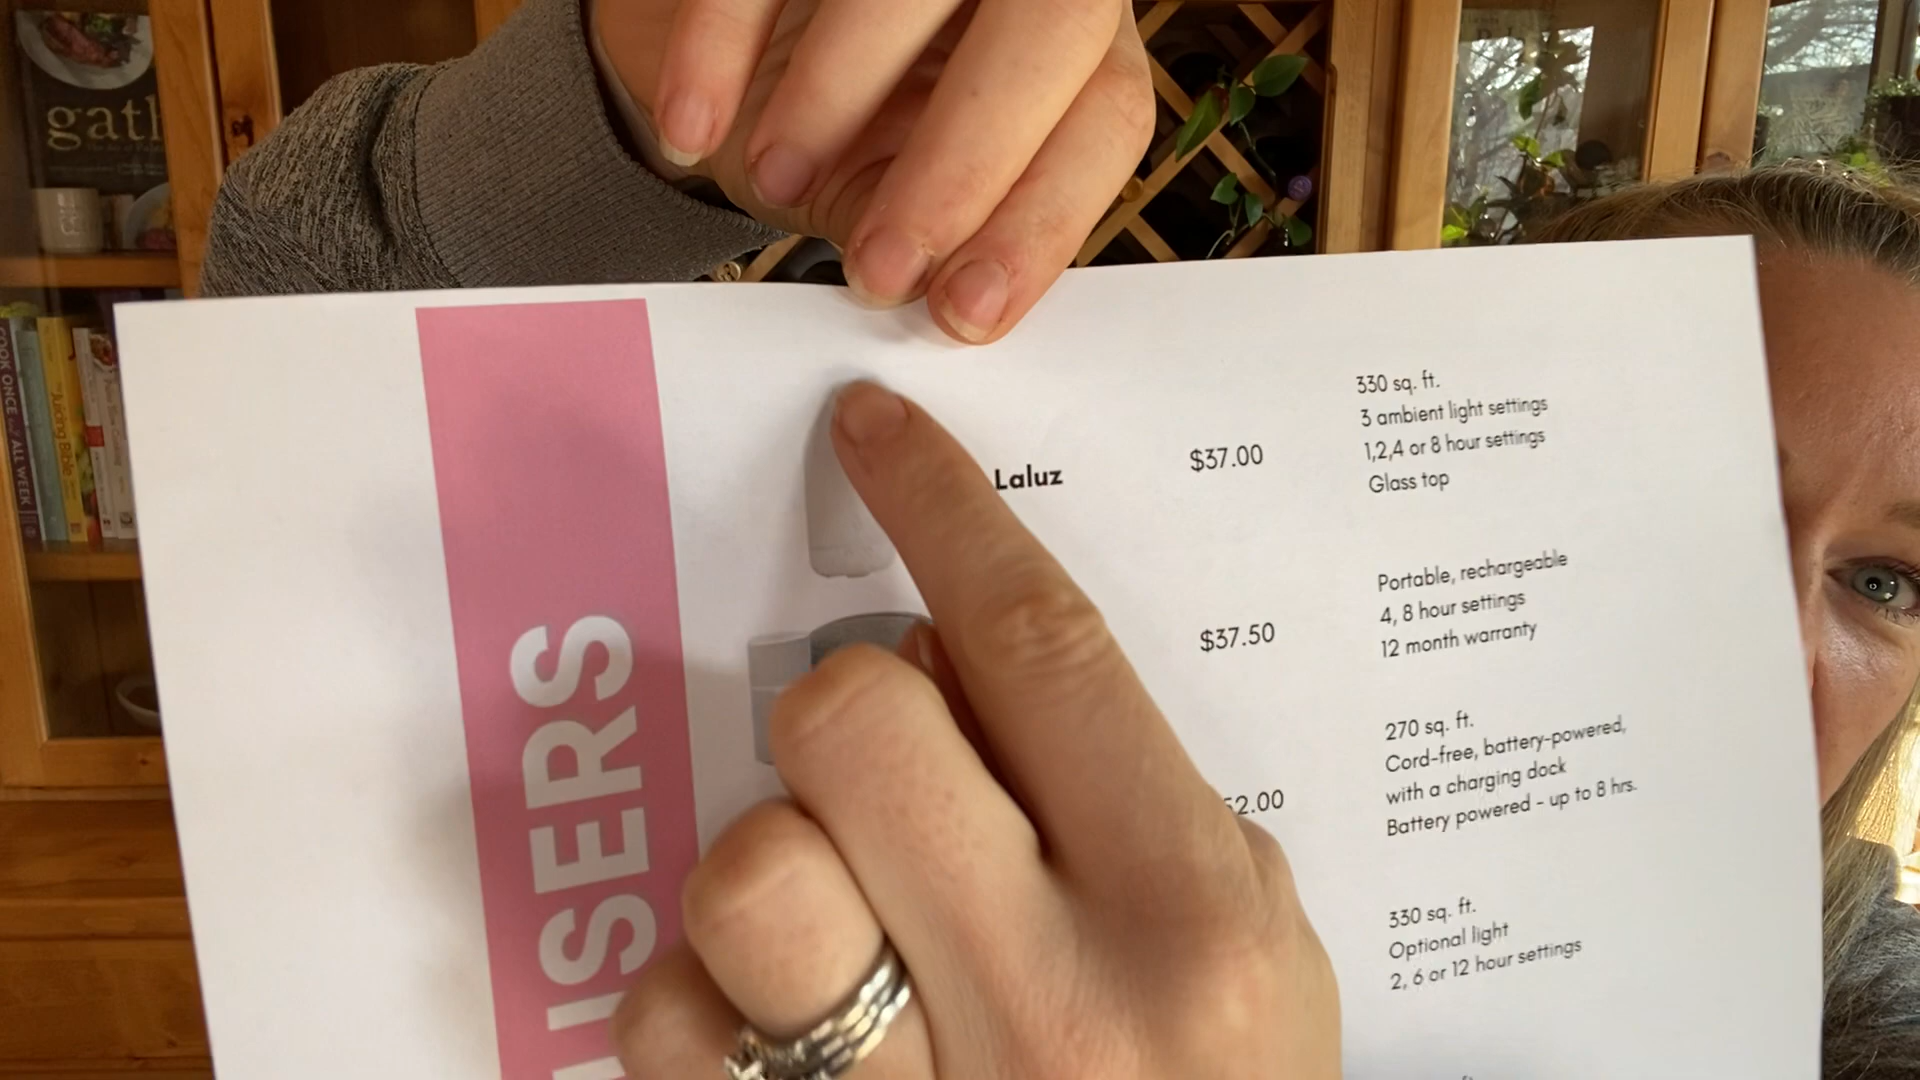 gath
COOK ONCE ALL WEEK
Juicing Bible
USERS
Laluz
$37.00
330 sq. ft.
3 ambient light settings
1,2,4 or 8 hour settings
Glass top
$37.50
Portable, rechargeable
4, 8 hour settings
12 month warranty
52.00
270 sq. ft.
Cord-free, battery-powered,
with a charging dock
Battery powered - up to 8 hrs.
330 sq. ft.
Optional light
2, 6 or 12 hour settings